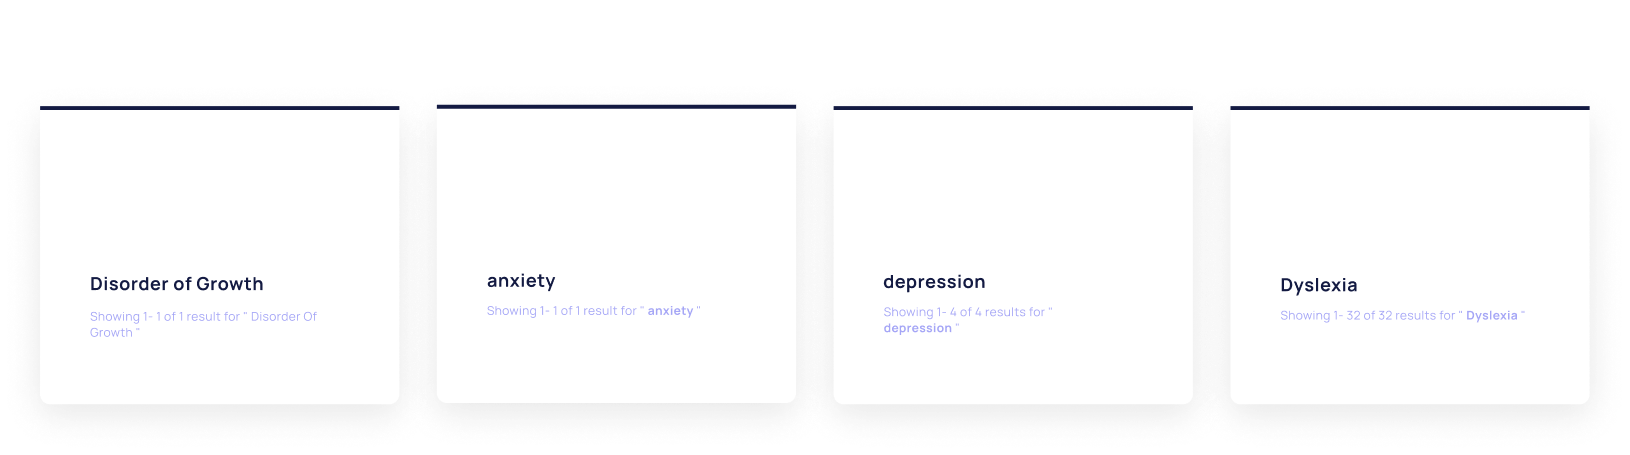 Disorder of Growth
Showing 1- 1 of 1 result for " Disorder Of
Growth "
anxiety
Showing 1- 1 of 1 result for " anxiety "
depression
Showing 1- 4 of 4 results for "
depression "
Dyslexia
Showing 1- 32 of 32 results for " Dyslexia "